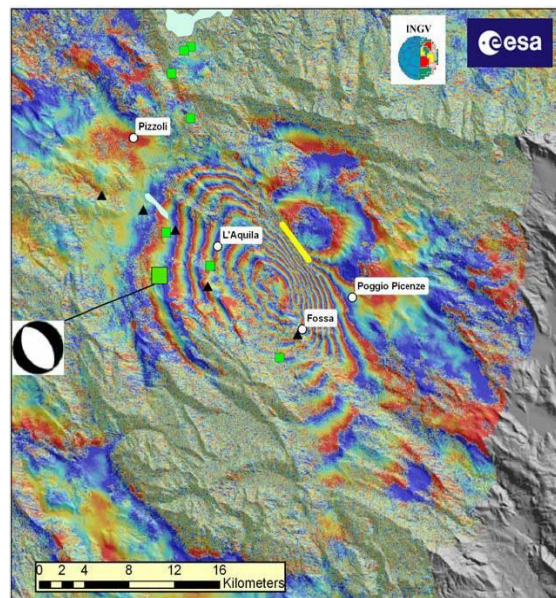 INGV
esa
Pizzoli
L'Aquila
Poggio Picenze
Fossa
0 2 4 8 12 16
Kilometers